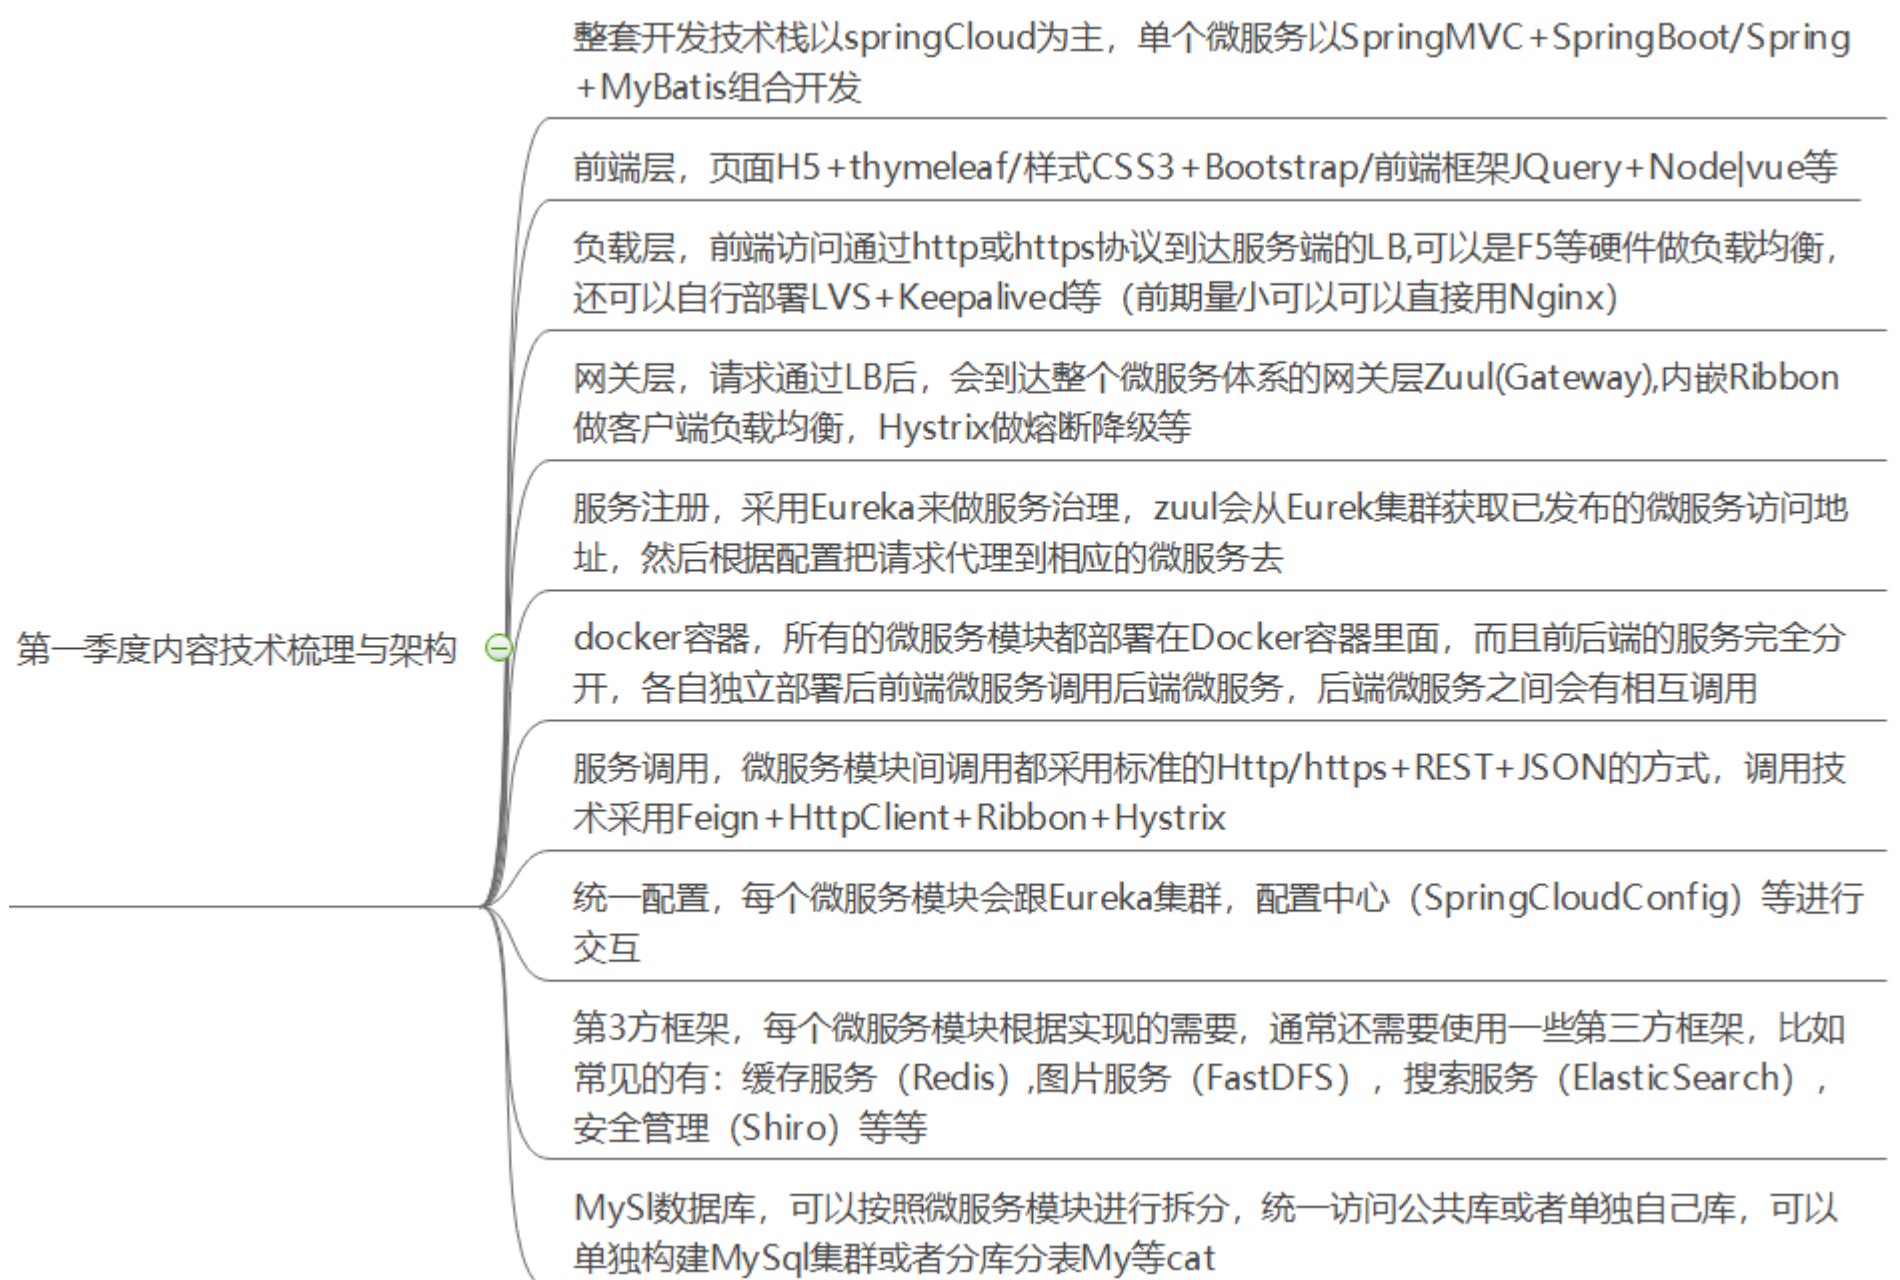 整套开发技术栈以springCloud为主，单个微服务以SpringMVC+SpringBoot/Spring
+MyBatis组合开发
前端层，页面H5+thymeleaf/样式CSS3+Bootstrap/前端框架JQuery+Node|vue等
负载层，前端访问通过http或https协议到达服务端的LB,可以是F5等硬件做负载均衡，
还可以自行部署LVS+Keepalived等（前期量小可以可以直接用Nginx）
网关层，请求通过LB后，会到达整个微服务体系的网关层Zuul(Gateway),内嵌Ribbon
做客户端负载均衡，Hystrix做熔断降级等
服务注册，采用Eureka来做服务治理，zuul会从Eurek集群获取已发布的微服务访问地
址，然后根据配置把请求代理到相应的微服务去
第一季度内容技术梳理与架构
docker容器，所有的微服务模块都部署在Docker容器里面，而且前后端的服务完全分
开，各自独立部署后前端微服务调用后端微服务，后端微服务之间会有相互调用
服务调用，微服务模块间调用都采用标准的Http/https+REST+JSON的方式，调用技
术采用Feign+HttpClient+Ribbon+Hystrix
统一配置，每个微服务模块会跟Eureka集群，配置中心（SpringCloudConfig）等进行
交互
第3方框架，每个微服务模块根据实现的需要，通常还需要使用一些第三方框架，比如
常见的有：缓存服务（Redis）,图片服务（FastDFS），搜索服务（ElasticSearch），
安全管理（Shiro）等等
MySl数据库，可以按照微服务模块进行拆分，统一访问公共库或者单独自己库，可以
单独构建MySql集群或者分库分表My等cat